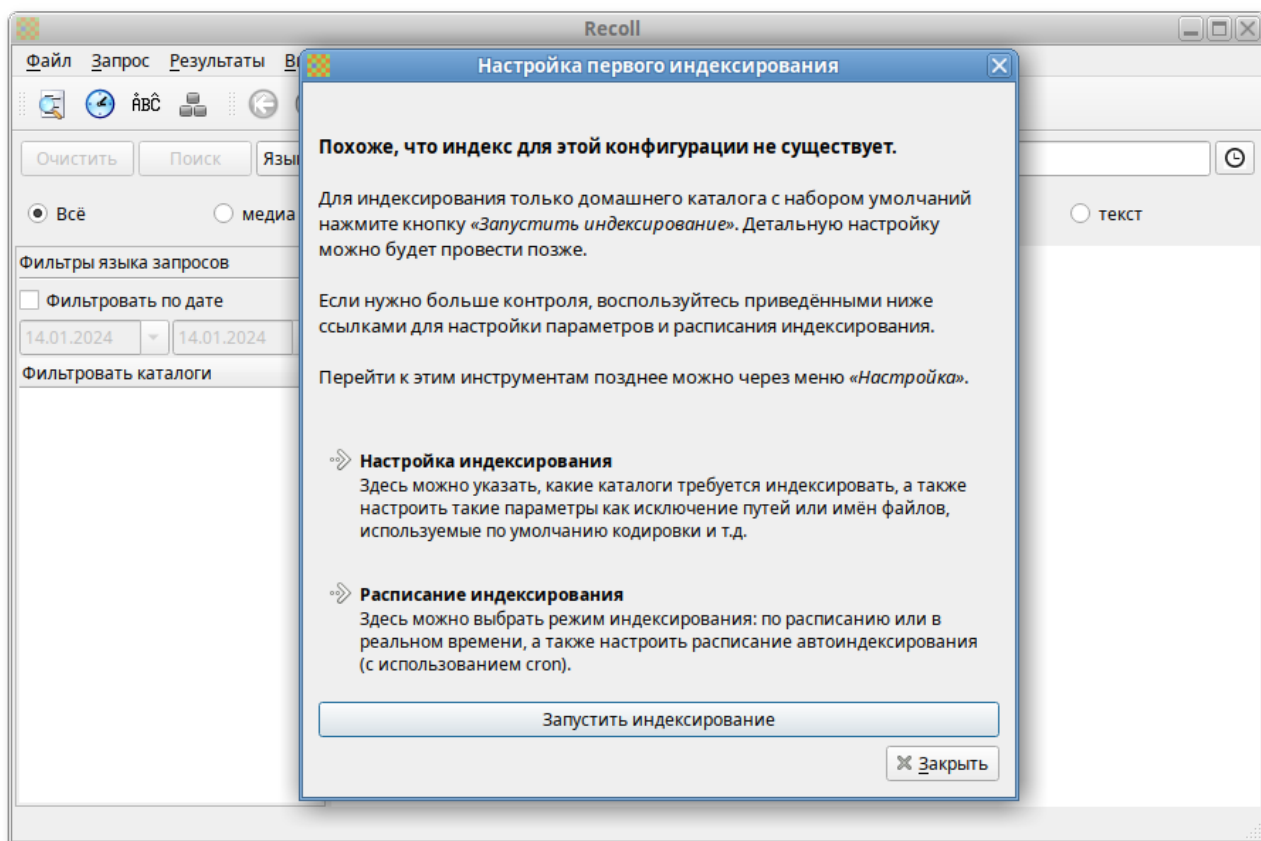 Recoll
Файл Запрос Результаты
ÅBĈ
Очистить Поиск
Всё медиа текст
Фильтры языка запросов
Фильтровать по дате
14.01.2024 14.01.2024
Фильтровать каталоги
Настройка первого индексирования
Похоже, что индекс для этой конфигурации не существует.
Для индексирования только домашнего каталога с набором умолчаний
нажмите кнопку «Запустить индексирование». Детальную настройку
можно будет провести позже.
Если нужно больше контроля, воспользуйтесь приведёнными ниже
ссылками для настройки параметров и расписания индексирования.
Перейти к этим инструментам позднее можно через меню «Настройка».
Настройка индексирования
Здесь можно указать, какие каталоги требуется индексировать, а также
настроить такие параметры как исключение путей или имён файлов,
используемые по умолчанию кодировки и т.д.
Расписание индексирования
Здесь можно выбрать режим индексирования: по расписанию или в
реальном времени, а также настроить расписание автоиндексирования
(с использованием cron).
Запустить индексирование
Закрыть